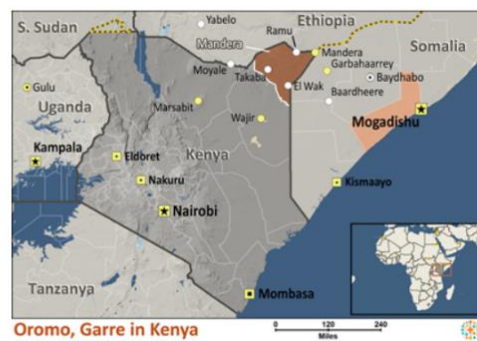 S. Sudan
Ethiopia
Yabelo
Ramu
Mandera
Mandera
Somalia
Garbahaarrey
Moyale
Takaba
Baydhabo
Gulu
El Wak
Baardheere
Uganda
Marsabit
Wajir
Mogadishu
Kampala
Eldoret
Kenya
Nakuru
Kismaayo
Nairobi
Tanzania
Mombasa
Oromo, Garre in Kenya
0 120 240
Miles